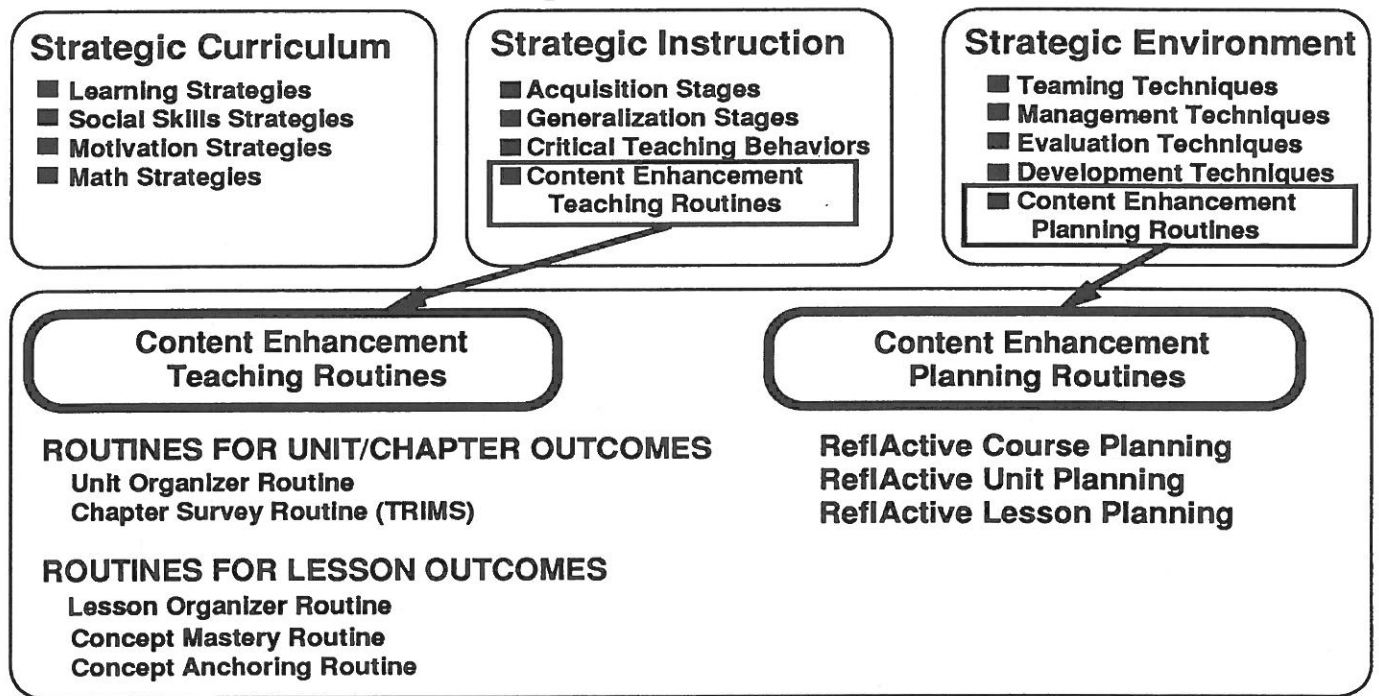 Strategic Curriculum
Learning Strategies
Social Skills Strategies
Motivation Strategies
Math Strategies
Strategic Instruction
Acquisition Stages
Generalization Stages
Critical Teaching Behaviors
Content Enhancement
Teaching Routines
Strategic Environment
Teaming Techniques
Management Techniques
Evaluation Techniques
Development Techniques
Content Enhancement
Planning Routines
Content Enhancement
Teaching Routines
ROUTINES FOR UNIT/CHAPTER OUTCOMES
Unit Organizer Routine
Chapter Survey Routine (TRIMS)
ROUTINES FOR LESSON OUTCOMES
Lesson Organizer Routine
Concept Mastery Routine
Concept Anchoring Routine
Content Enhancement
Planning Routines
ReflActive Course Planning
ReflActive Unit Planning
ReflActive Lesson Planning